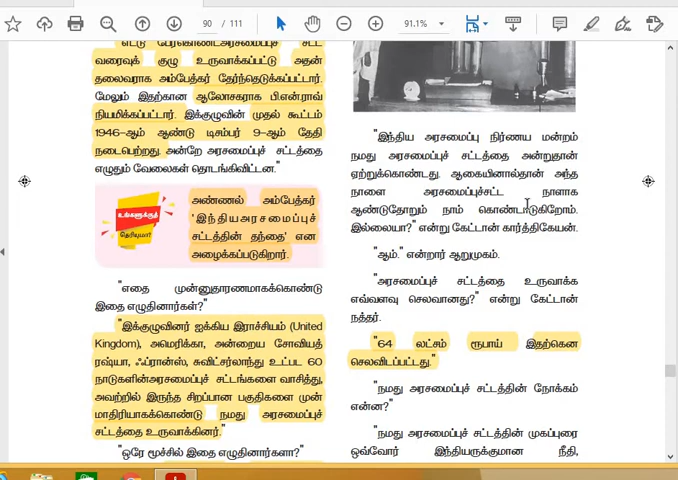 90 / 111
91.1%
எட்டு பேர்கொண்டஅரசமைப்புச் சட்ட
வரைவுக் குழு உருவாக்கப்பட்டு அதன்
தலைவராக அம்பேத்கர் தேர்ந்தெடுக்கப்பட்டார்.
மேலும் இதற்கான ஆலோசகராக பி.என்.ராவ்
நியமிக்கப்பட்டார். இக்குழுவின் முதல் கூட்டம்
1946-ஆம் ஆண்டு டிசம்பர் 9-ஆம் தேதி
நடைபெற்றது. அன்றே அரசமைப்புச் சட்டத்தை
எழுதும் வேலைகள் தொடங்கிவிட்டன."
உங்களுக்குத்
தெரியுமா?
அண்ணல் அம்பேத்கர்
'இந்தியஅரசமைப்புச்
சட்டத்தின் தந்தை' என
அழைக்கப்படுகிறார்.
"எதை முன்னுதாரணமாகக்கொண்டு
இதை எழுதினார்கள்?"
"இக்குழுவினர் ஐக்கிய இராச்சியம் (United
Kingdom), அமெரிக்கா, அன்றைய சோவியத்
ரஷ்யா, ஃப்ரான்ஸ், சுவிட்சர்லாந்து உட்பட 60
நாடுகளின்அரசமைப்புச் சட்டங்களை வாசித்து,
அவற்றில் இருந்த சிறப்பான பகுதிகளை முன்
மாதிரியாகக்கொண்டு நமது அரசமைப்புச்
சட்டத்தை உருவாக்கினர்."
"ஒரே மூச்சில் இதை எழுதினார்களா?"
"இந்திய அரசமைப்பு நிர்ணய மன்றம்
நமது அரசமைப்புச் சட்டத்தை அன்றுதான்
ஏற்றுக்கொண்டது. ஆகையினால்தான் அந்த
நாளை அரசமைப்புச்சட்ட நாளாக
ஆண்டுதோறும் நாம் கொண்டாடுகிறோம்.
இல்லையா?" என்று கேட்டான் கார்த்திகேயன்.
"ஆம்." என்றார் ஆறுமுகம்.
"அரசமைப்புச் சட்டத்தை உருவாக்க
எவ்வளவு செலவானது?" என்று கேட்டான்
நத்தர்.
"64 லட்சம் ரூபாய் இதற்கென
செலவிடப்பட்டது."
"நமது அரசமைப்புச் சட்டத்தின் நோக்கம்
என்ன?"
"நமது அரசமைப்புச் சட்டத்தின் முகப்புரை
ஒவ்வோர் இந்தியருக்குமான நீதி,